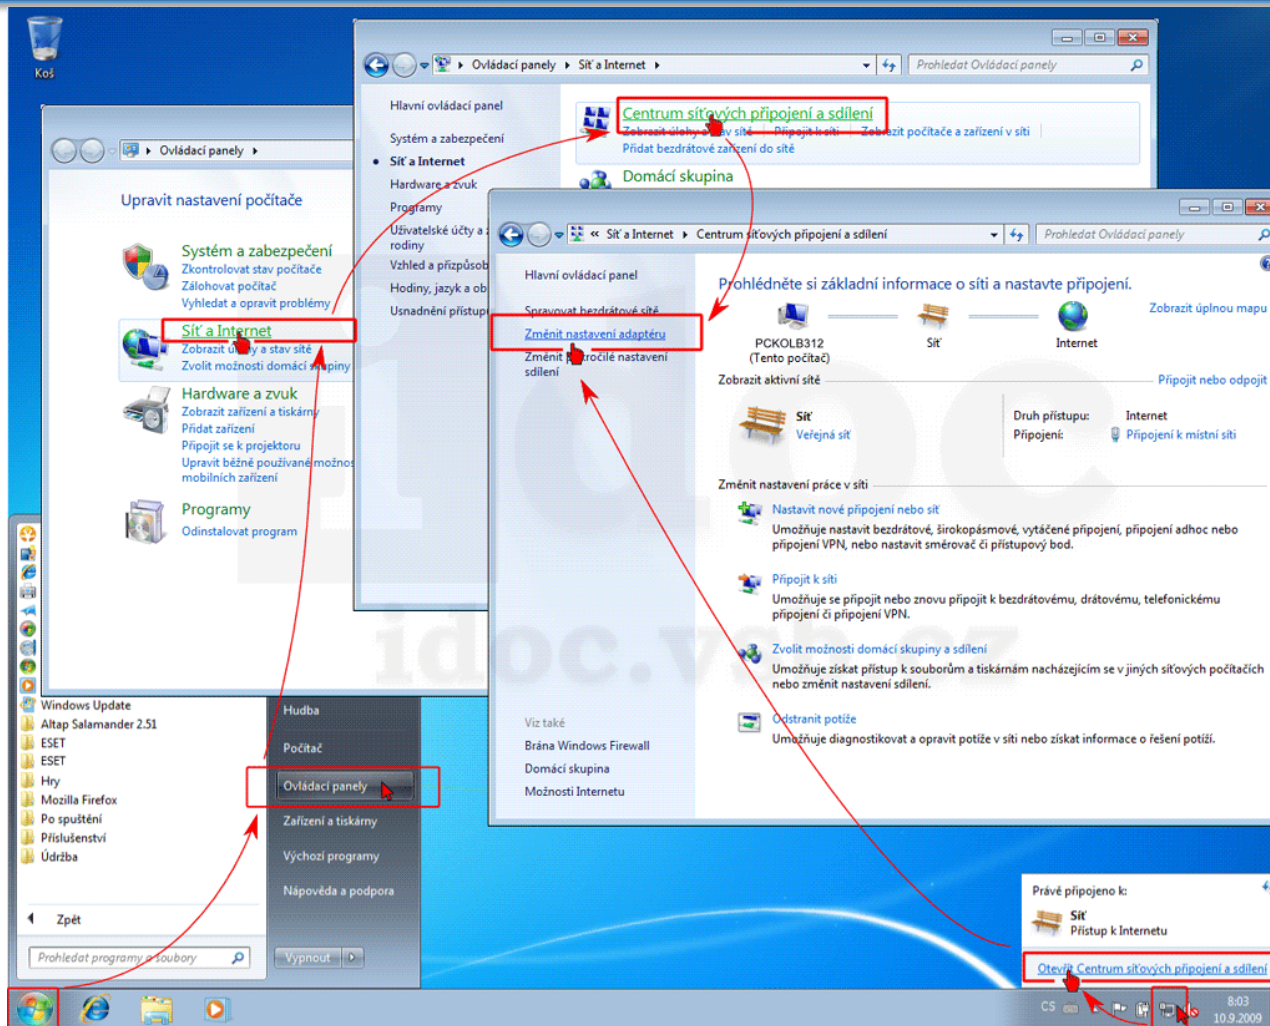 Koš
Ovládací panely
Síť a Internet
Prohledat Ovládací panely
Hlavní ovládací panel
Systém a zabezpečení
Síť a Internet
Hardware a zvuk
Programy
Uživatelské účty a
rodiny
Vzhled a přizpůsob
Hodiny, jazyk a ob
Usnadnění přístup
Centrum síťových připojení a sdílení
Zobrazit úlohy a stav sítě
Připojit k síti
Zobrazit počítače a zařízení v síti
Přidat bezdrátové zařízení do sítě
Domácí skupina
Ovládací panely
Upravit nastavení počítače
Systém a zabezpečení
Zkontrolovat stav počítače
Zálohovat počítač
Vyhledat a opravit problémy
Síť a Internet
Zobrazit úlohy a stav sítě
Zvolit možnosti domácí skupiny
Hardware a zvuk
Zobrazit zařízení a tiskárny
Přidat zařízení
Připojit se k projektoru
Upravit běžně používané možnos
mobilních zařízení
Programy
Odinstalovat program
« Síť a Internet
Centrum síťových připojení a sdílení
Prohledat Ovládací panely
Hlavní ovládací panel
Spravovat bezdrátové sítě
Změnit nastavení adaptéru
Změnit pokročilé nastavení
sdílení
Viz také
Brána Windows Firewall
Domácí skupina
Možnosti Internetu
Prohlédněte si základní informace o síti a nastavte připojení.
Zobrazit úplnou mapu
PCKOLB312
(Tento počítač)
Síť
Internet
Zobrazit aktivní sítě
Připojit nebo odpojit
Síť
Veřejná síť
Druh přístupu: Internet
Připojení: Připojení k místní síti
Změnit nastavení práce v síti
Nastavit nové připojení nebo síť
Umožňuje nastavit bezdrátové, širokopásmové, vytáčené připojení, připojení adhoc nebo
připojení VPN, nebo nastavit směrovač či přístupový bod.
Připojit k síti
Umožňuje se připojit nebo znovu připojit k bezdrátovému, drátovému, telefonickému
připojení či připojení VPN.
Zvolit možnosti domácí skupiny a sdílení
Umožňuje získat přístup k souborům a tiskárnám nacházejícím se v jiných síťových počítačích
nebo změnit nastavení sdílení.
Odstranit potíže
Umožňuje diagnostikovat a opravit potíže v síti nebo získat informace o řešení potíží.
idoc
idoc.vsb.cz
Windows Update
Altap Salamander 2.51
ESET
ESET
Hry
Mozilla Firefox
Po spuštění
Příslušenství
Údržba
Zpět
Prohledat programy a soubory
Hudba
Počítač
Ovládací panely
Zařízení a tiskárny
Výchozí programy
Nápověda a podpora
Vypnout
Právě připojeno k:
Síť
Přístup k Internetu
Otevřít Centrum síťových připojení a sdílení
CS
8:03
10.9.2009